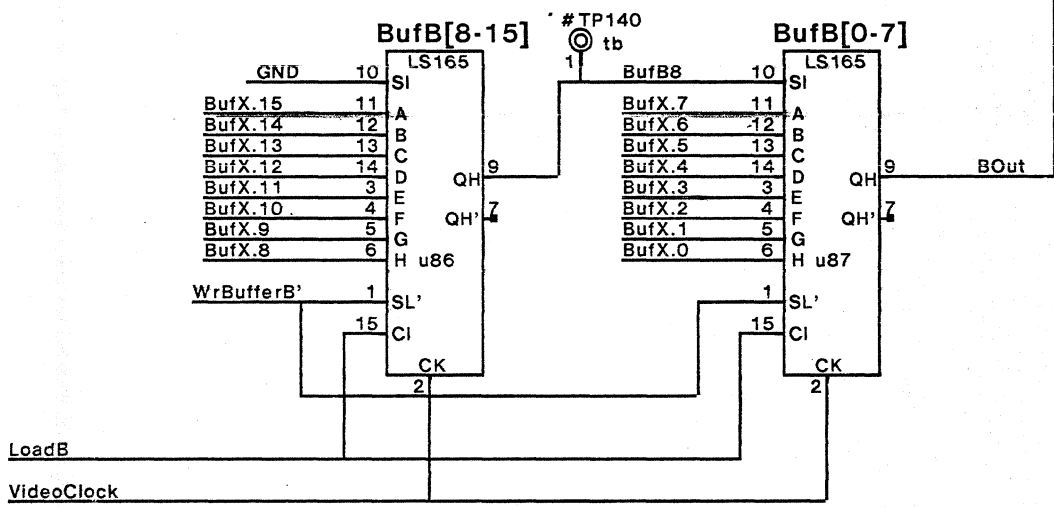 # TP140
BufB[8-15]
tb
BufB[0-7]
LS165
1
LS165
GND 10 SI
BufB8 10 SI
BufX.15 11 A
BufX.7 11 A
BufX.14 12 B
BufX.6 12 B
BufX.13 13 C
BufX.5 13 C
BufX.12 14 D
QH 9
BufX.4 14 D
QH 9 BOut
BufX.11 3 E
BufX.3 3 E
BufX.10 4 F
QH' 7
BufX.2 4 F
QH' 7
BufX.9 5 G
BufX.1 5 G
BufX.8 6 H u86
BufX.0 6 H u87
WrBufferB' 1 SL'
1 SL'
15 CI
15 CI
CK
CK
2
2
LoadB
VideoClock